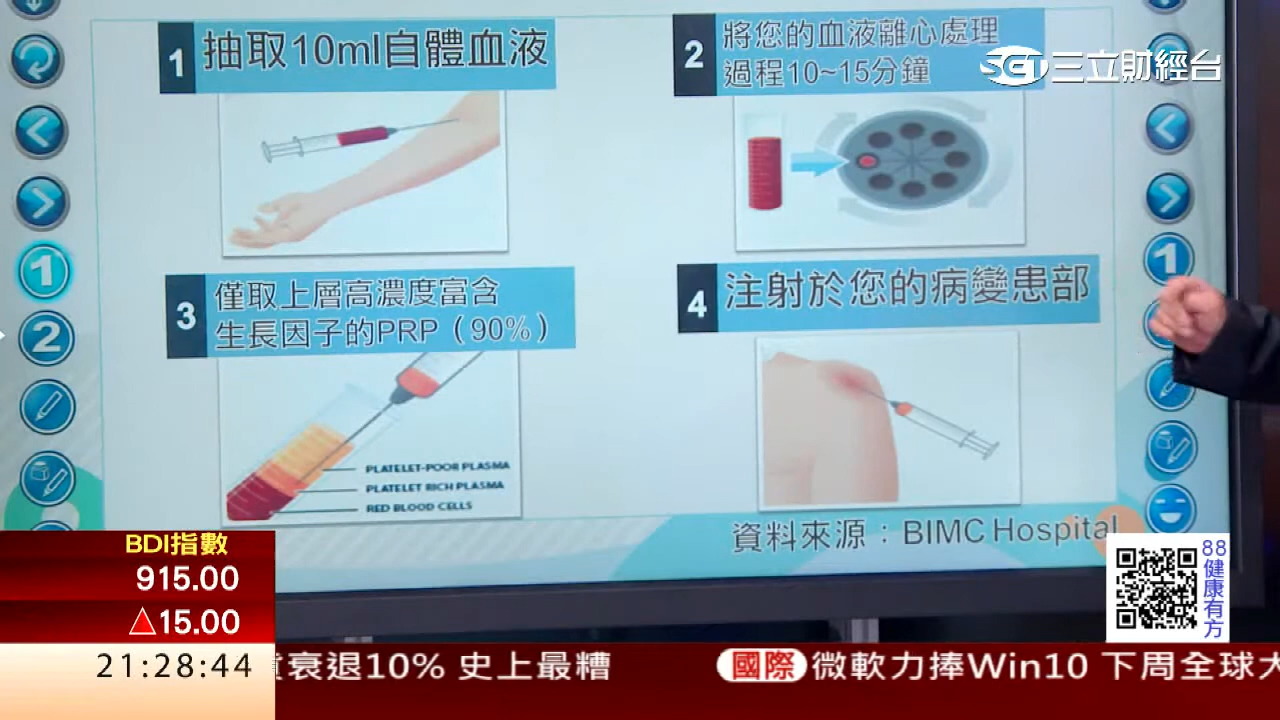 1 抽取10ml自體血液
2 將您的血液離心處理
過程10~15分鐘
SET 三立財經台
3 僅取上層高濃度富含
生長因子的PRP（90%）
4 注射於您的病變患部
PLATELET-POOR PLASMA
PLATELET RICH PLASMA
RED BLOOD CELLS
資料來源：BIMC Hospital
1
2
1
88健康有方
BDI指數
915.00
△15.00
21:28:44
衰退10% 史上最糟
國際 微軟力捧Win10 下周全球